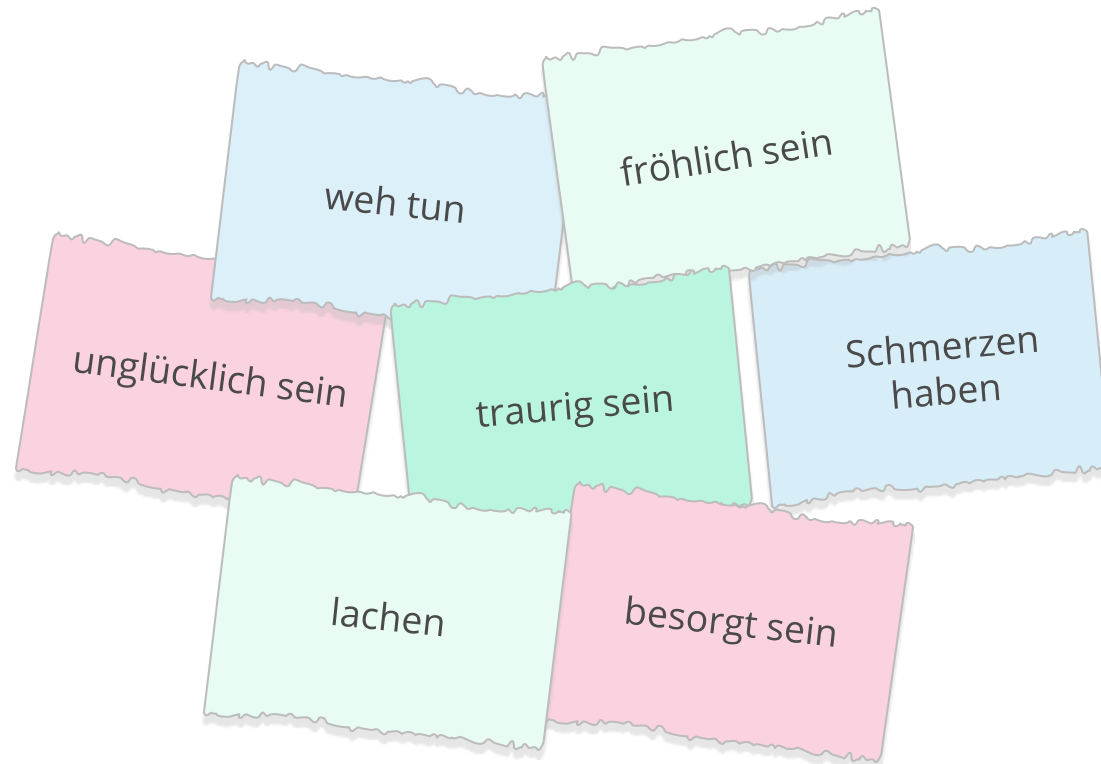 weh tun
fröhlich sein
unglücklich sein
traurig sein
Schmerzen
haben
lachen
besorgt sein